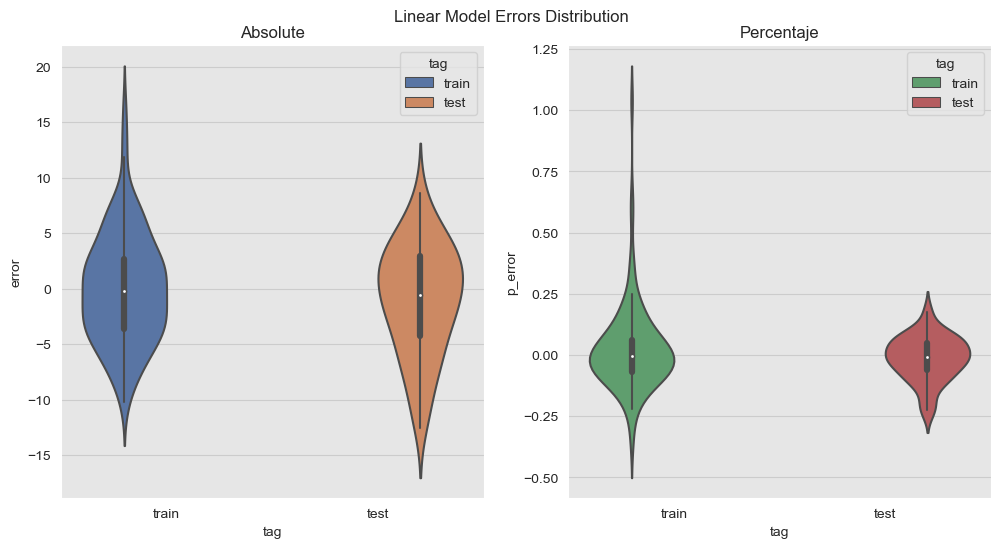 Linear Model Errors Distribution
Absolute
20
15
10
5
0
−5
−10
−15
error
train
test
tag
tag
train
test
Percentaje
1.25
1.00
0.75
0.50
0.25
0.00
−0.25
−0.50
p_error
train
test
tag
tag
train
test